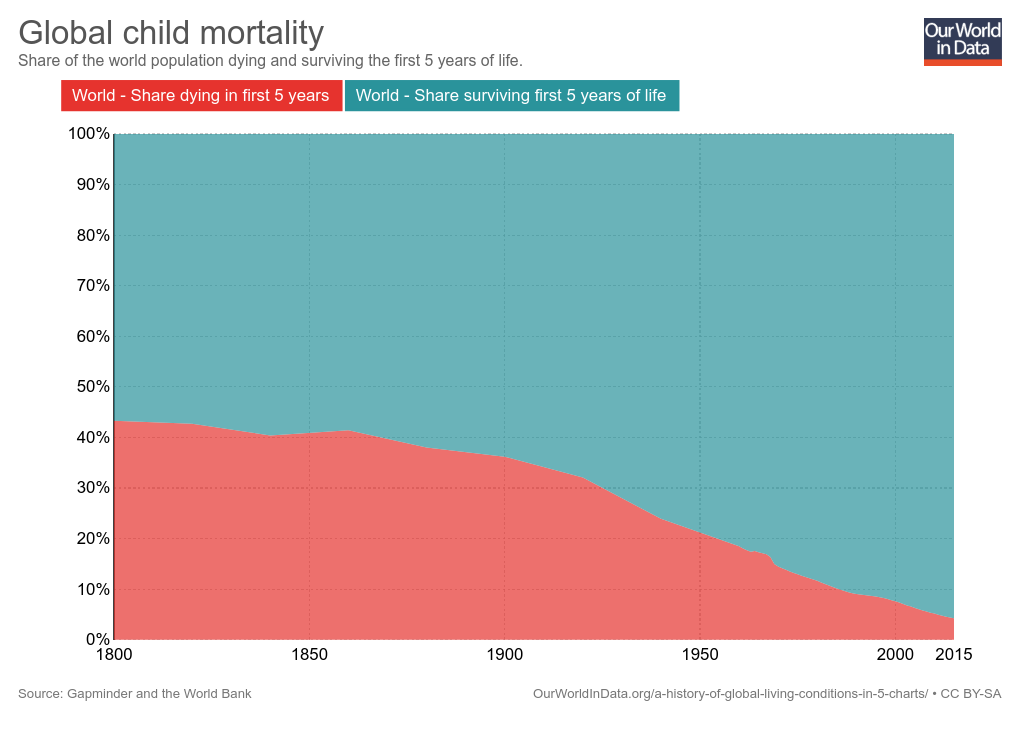 Global child mortality
Share of the world population dying and surviving the first 5 years of life.
Our World
in Data
World - Share dying in first 5 years
World - Share surviving first 5 years of life
100%
90%
80%
70%
60%
50%
40%
30%
20%
10%
0%
1800
1850
1900
1950
2000
2015
Source: Gapminder and the World Bank
OurWorldInData.org/a-history-of-global-living-conditions-in-5-charts/ • CC BY-SA